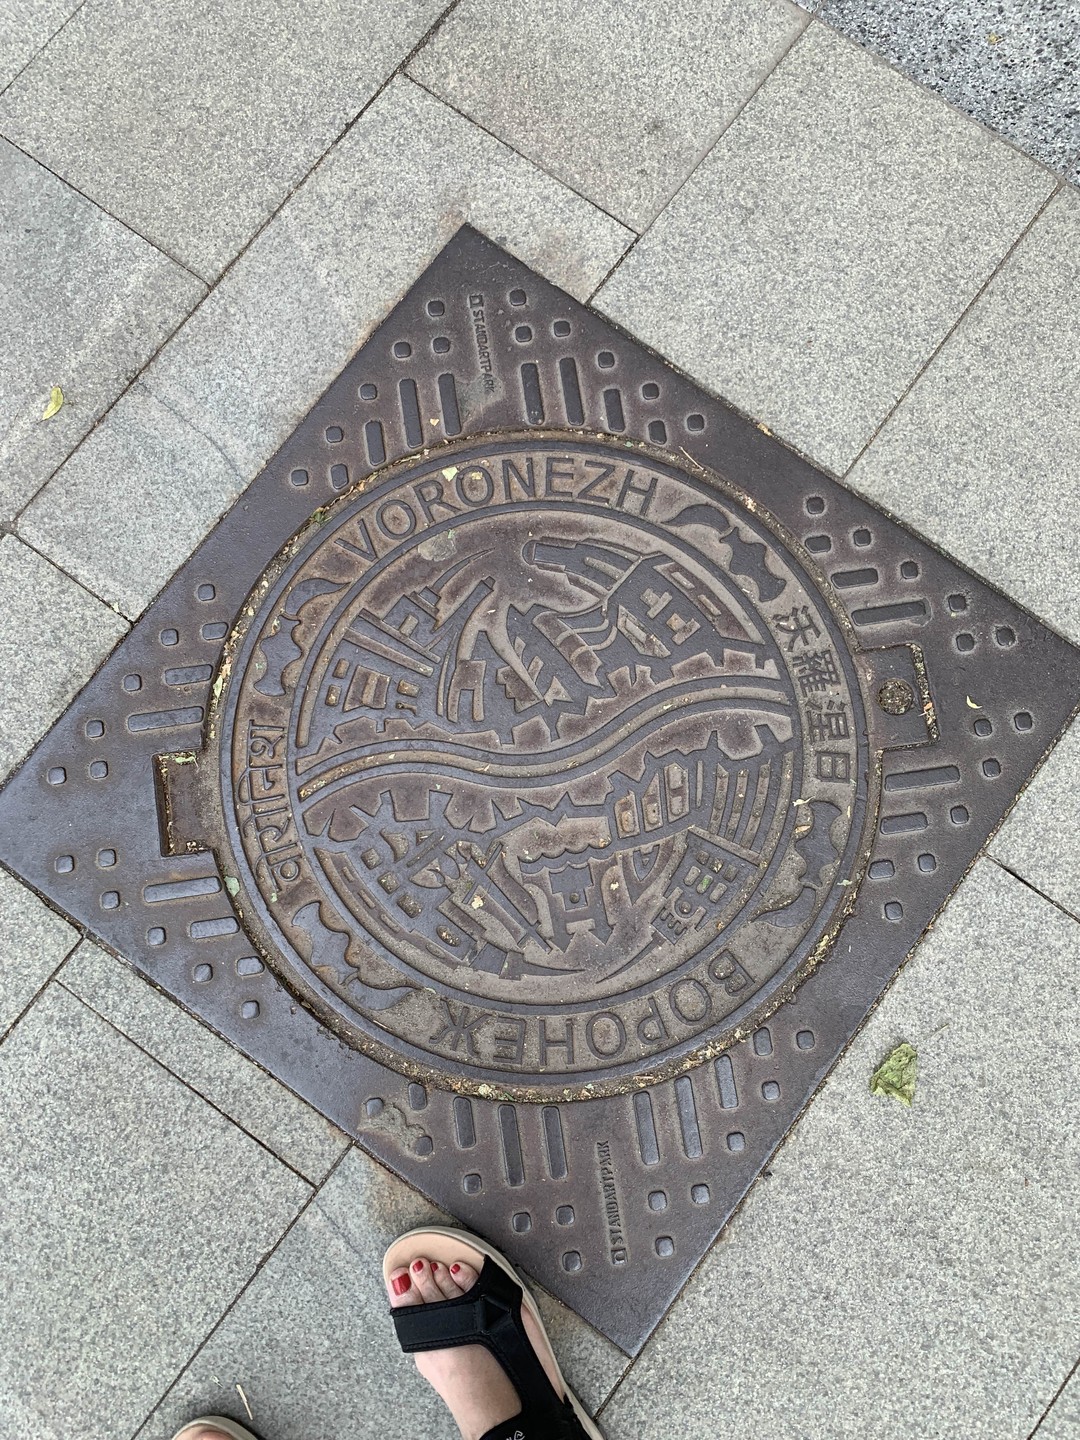 STANDARTPARK
VORONEZH
沃羅涅日
वोरोनिश
ВОРОНЕЖ
STANDARTPARK